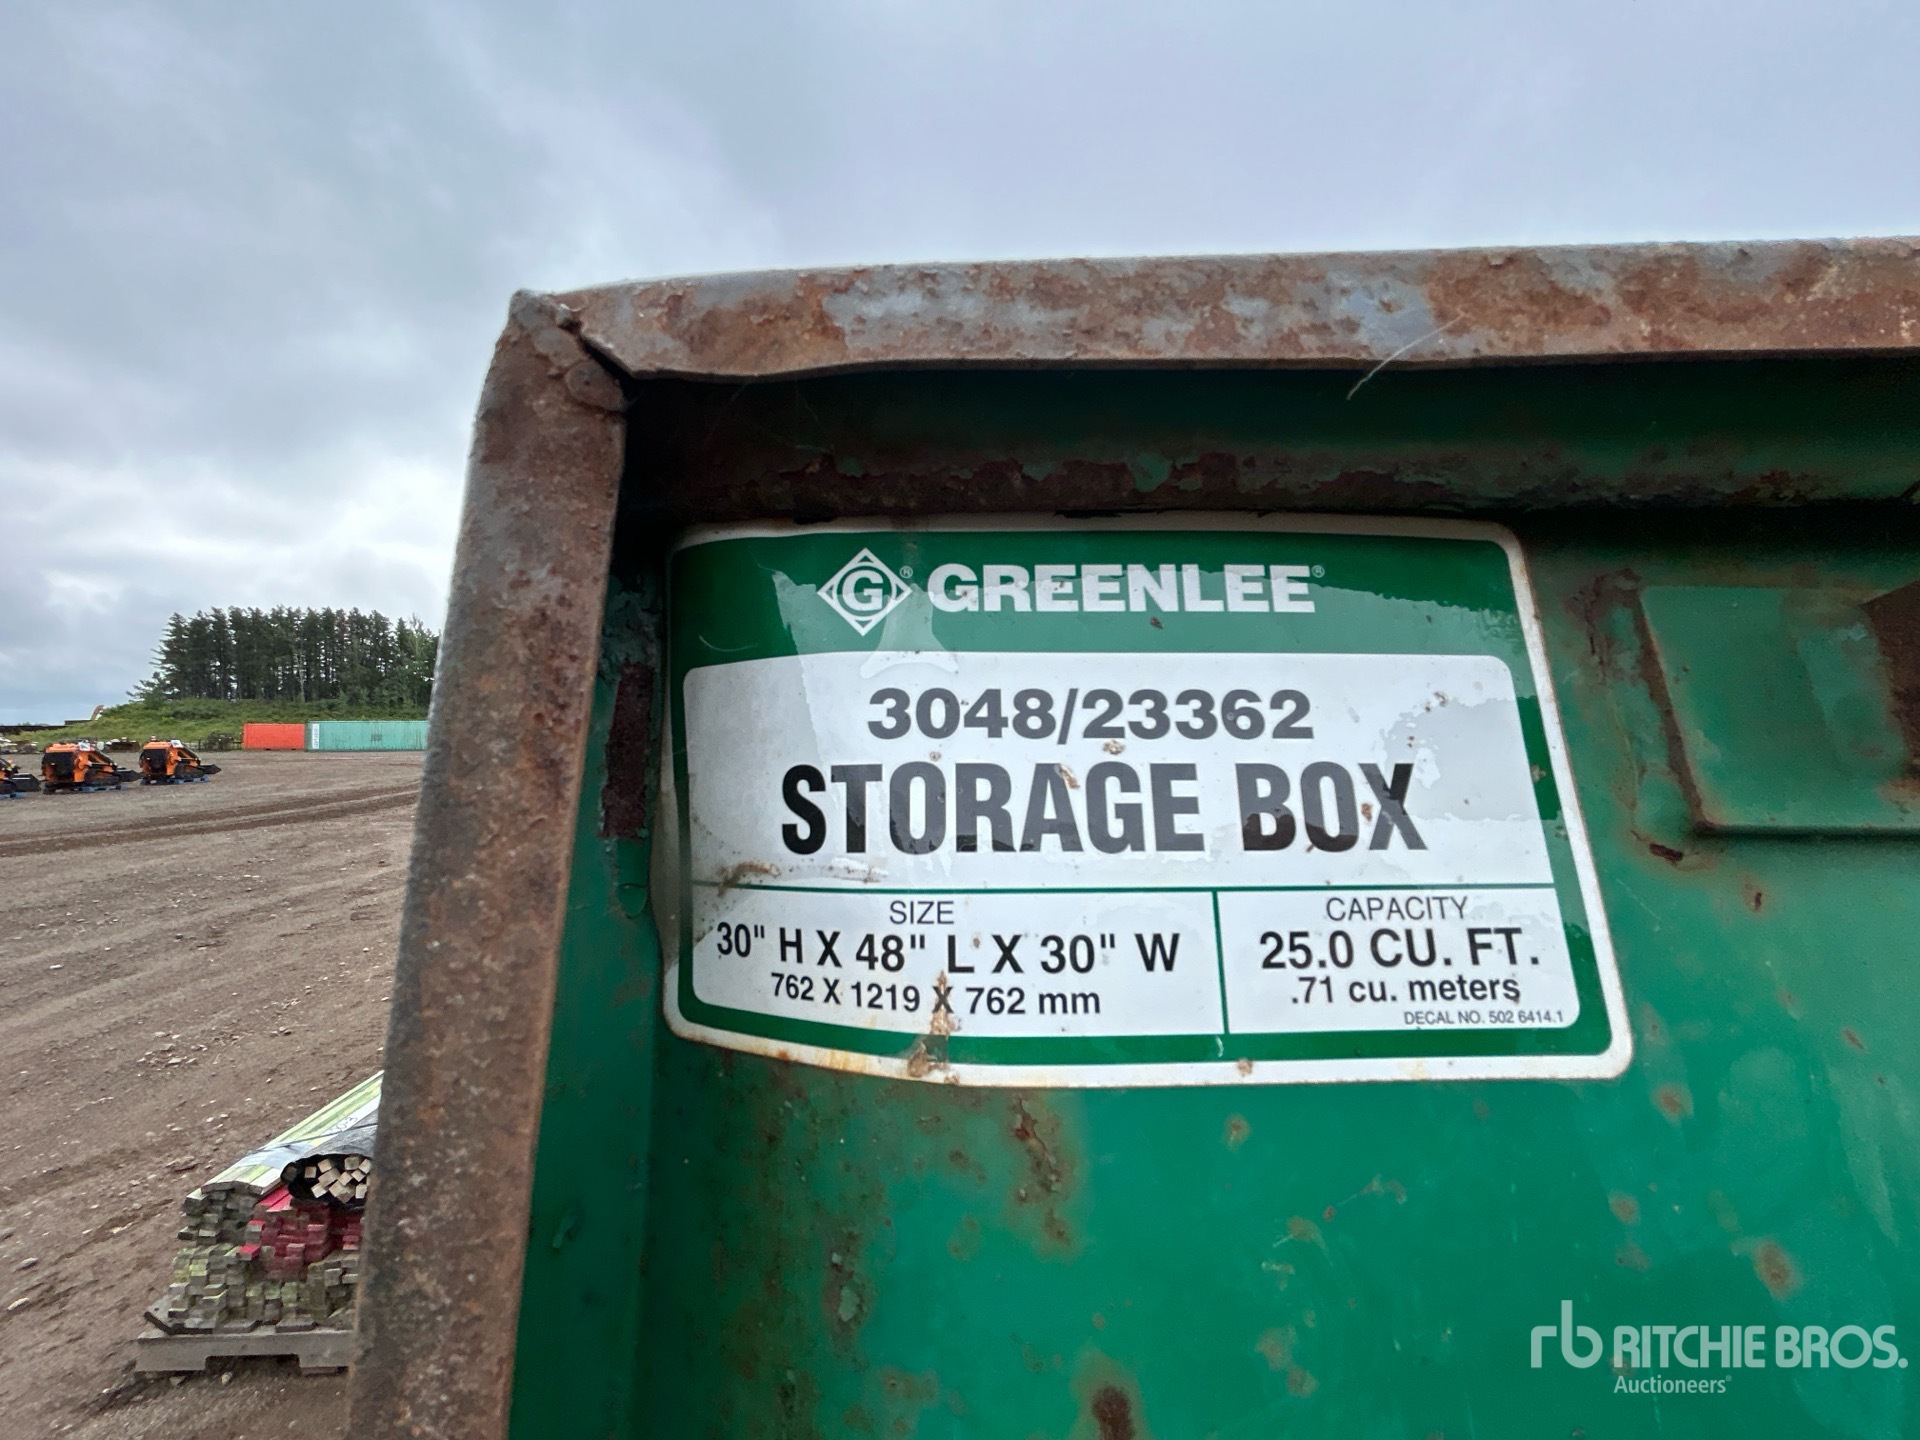 G® GREENLEE®
3048/23362
STORAGE BOX
SIZE
30" H X 48" L X 30" W
762 X 1219 X 762 mm
CAPACITY
25.0 CU. FT.
.71 cu. meters
DECAL NO. 502 6414.1
rb RITCHIE BROS.
Auctioneers®